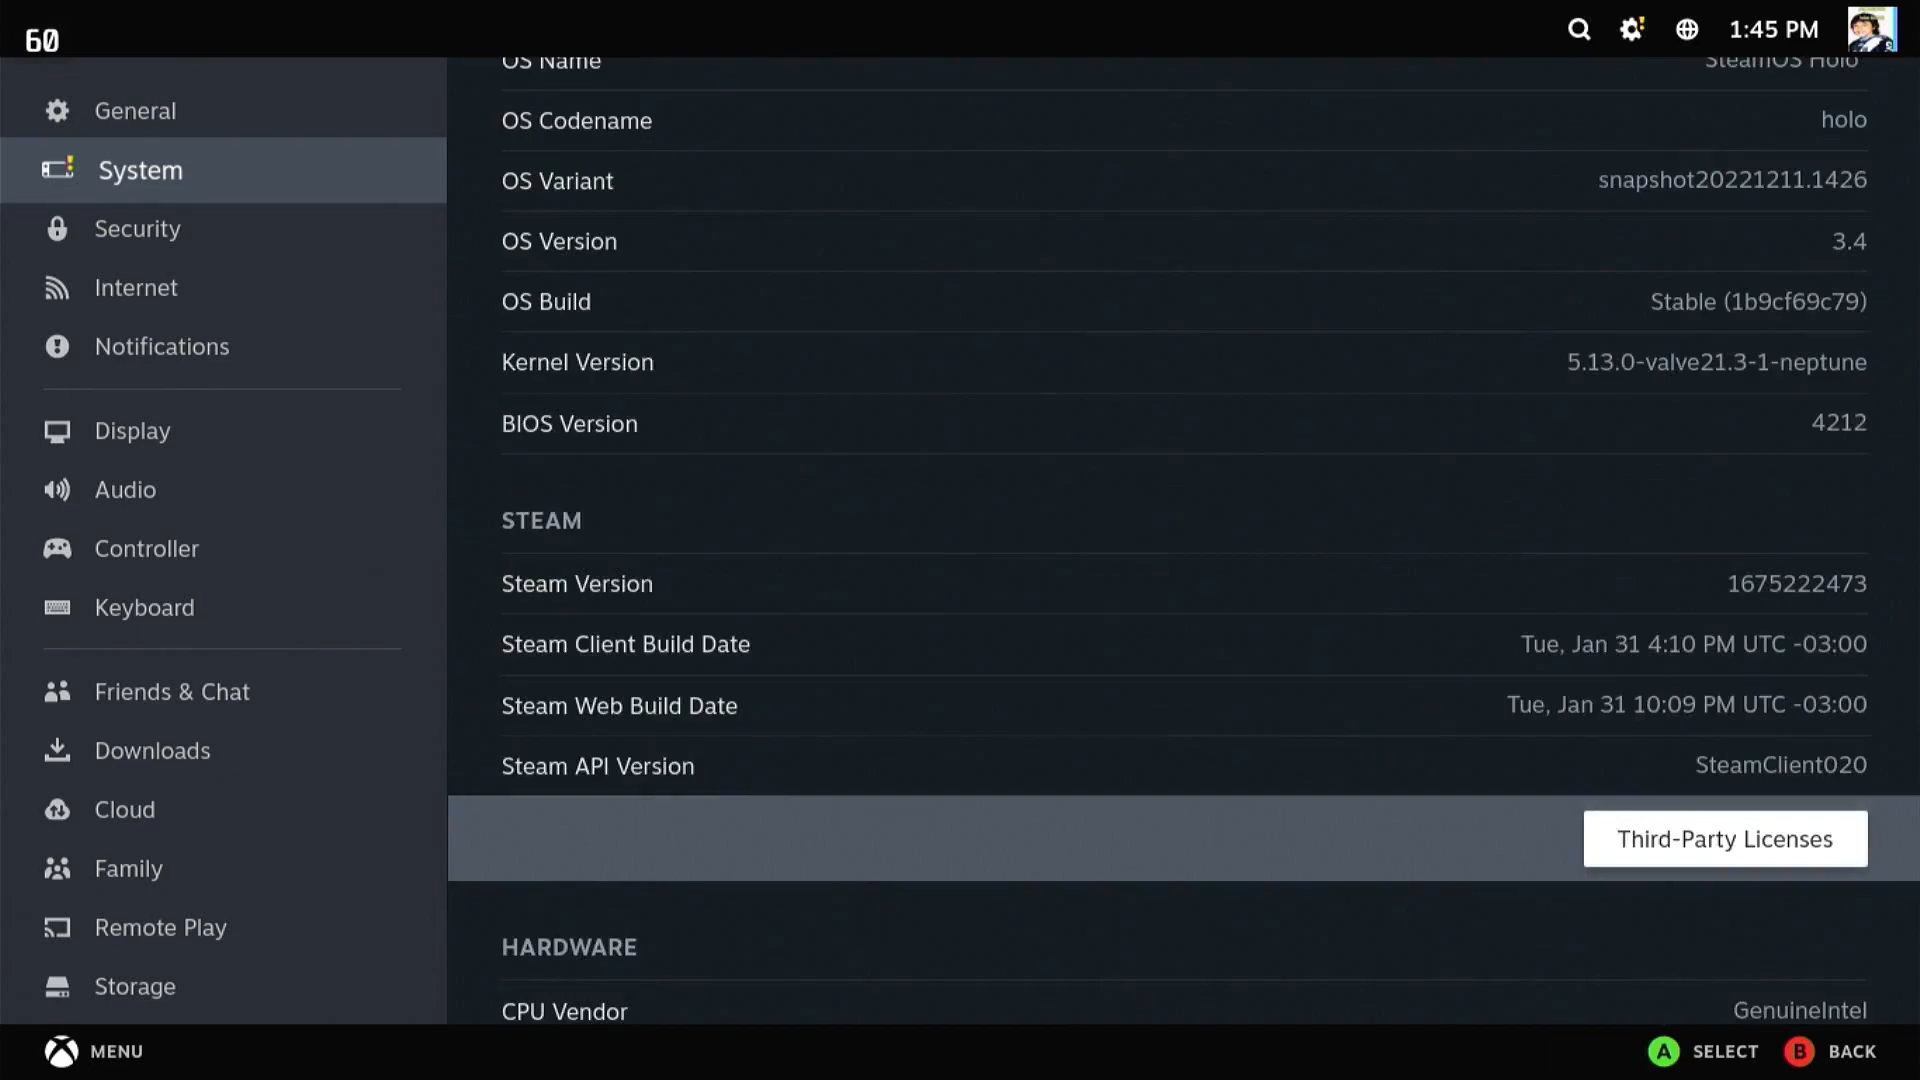 60
1:45 PM
General
System
Security
Internet
Notifications
Display
Audio
Controller
Keyboard
Friends & Chat
Downloads
Cloud
Family
Remote Play
Storage
OS Name SteamOS Holo
OS Codename holo
OS Variant snapshot20221211.1426
OS Version 3.4
OS Build Stable (1b9cf69c79)
Kernel Version 5.13.0-valve21.3-1-neptune
BIOS Version 4212
STEAM
Steam Version 1675222473
Steam Client Build Date Tue, Jan 31 4:10 PM UTC -03:00
Steam Web Build Date Tue, Jan 31 10:09 PM UTC -03:00
Steam API Version SteamClient020
Third-Party Licenses
HARDWARE
CPU Vendor GenuineIntel
MENU
A SELECT B BACK